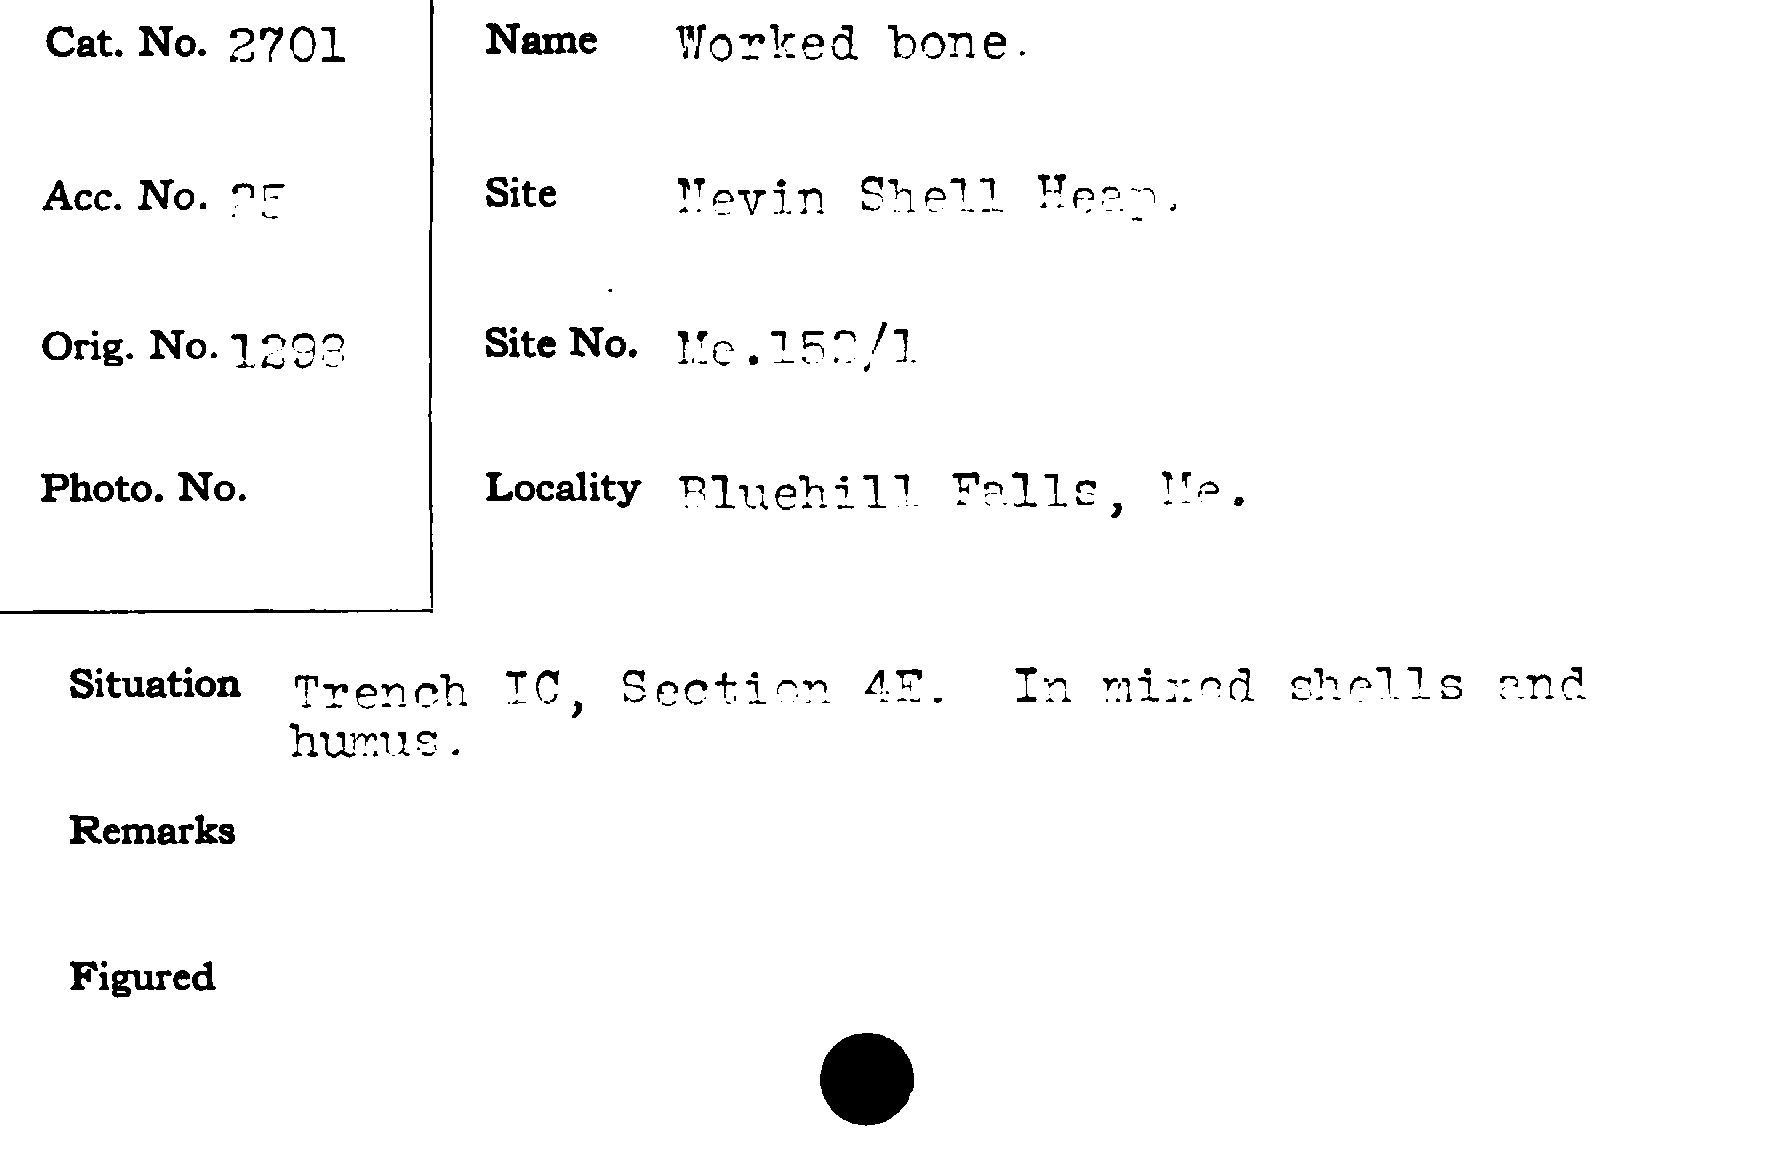 Cat. No. 2701
Name Worked bone.
Acc. No. 25
Site Nevin Shell Heap.
Orig. No. 1298
Site No. Me.152/1
Photo. No.
Locality Bluehill Falls, Me.
Situation Trench IC, Section 4E. In mixed shells and
humus.
Remarks
Figured